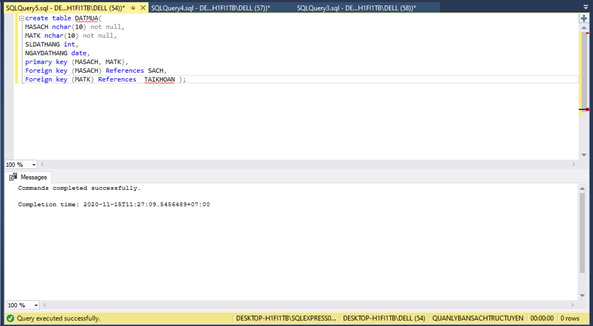 SQLQuery5.sql - DE...H1FI1TB\DELL (54))* SQLQuery4.sql - DE...H1FI1TB\DELL (57))* SQLQuery3.sql - DE...H1FI1TB\DELL (58))*
create table DATMUA(
MASACH nchar(10) not null,
MATK nchar(10) not null,
SLDATHANG int,
NGAYDATHANG date,
primary key (MASACH, MATK),
Foreign key (MASACH) References SACH,
Foreign key (MATK) References TAIKHOAN );
100 %
Messages
Commands completed successfully.
Completion time: 2020-11-15T11:27:09.5456489+07:00
100 %
Query executed successfully. DESKTOP-H1FI1TB\SQLEXPRESS0... DESKTOP-H1FI1TB\DELL (54) QUANLYBANSACHTRUCTUYEN 00:00:00 0 rows